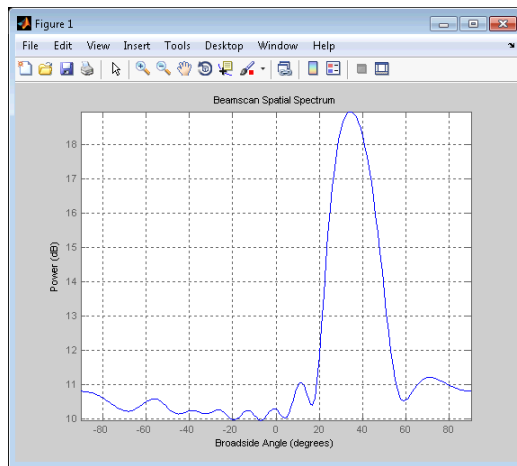 Figure 1
File Edit View Insert Tools Desktop Window Help
Beamscan Spatial Spectrum
18
17
16
15
14
13
12
11
10
Power (dB)
-80 -60 -40 -20 0 20 40 60 80
Broadside Angle (degrees)